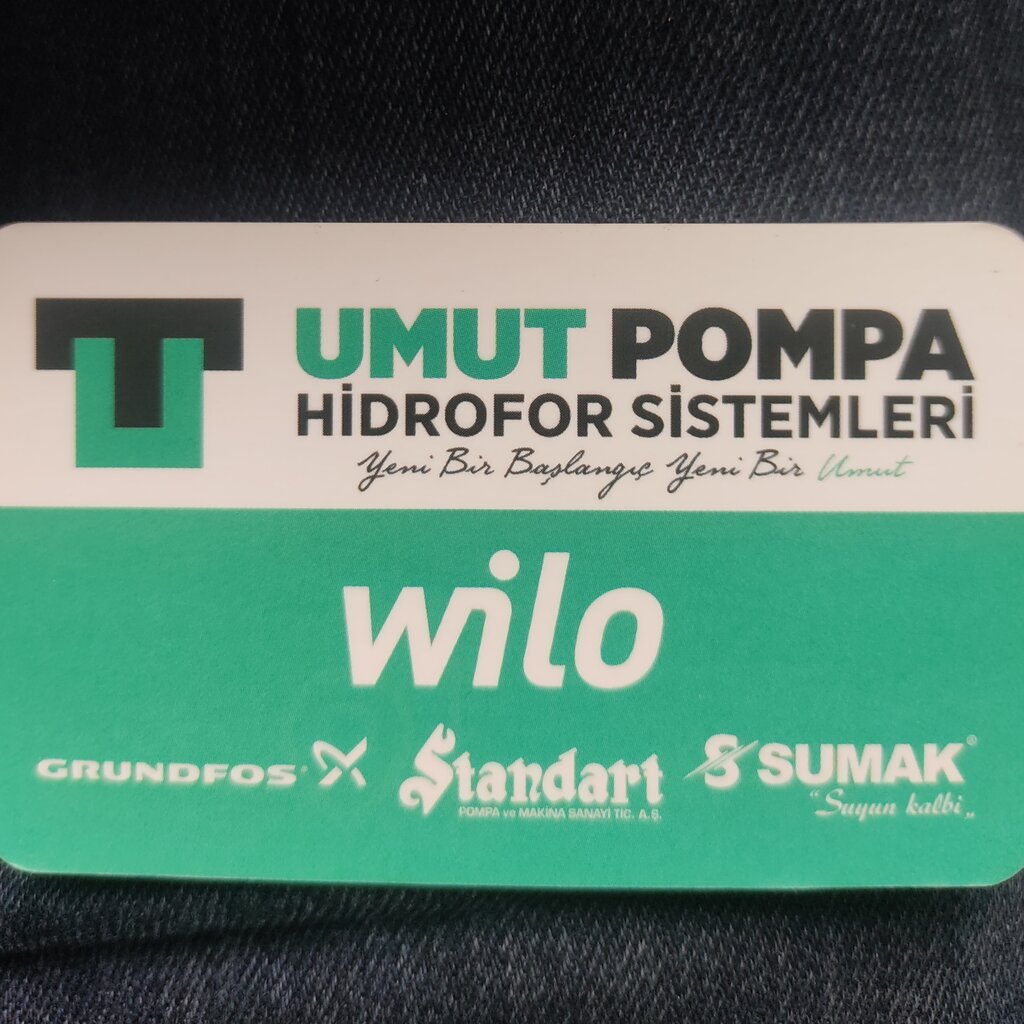 UMUT POMPA
HİDROFOR SİSTEMLERİ
Yeni Bir Başlangıç Yeni Bir Umut
wilo
GRUNDFOS
Standart
POMPA ve MAKİNA SANAYİ TİC. A.Ş.
SUMAK®
"Suyun kalbi„